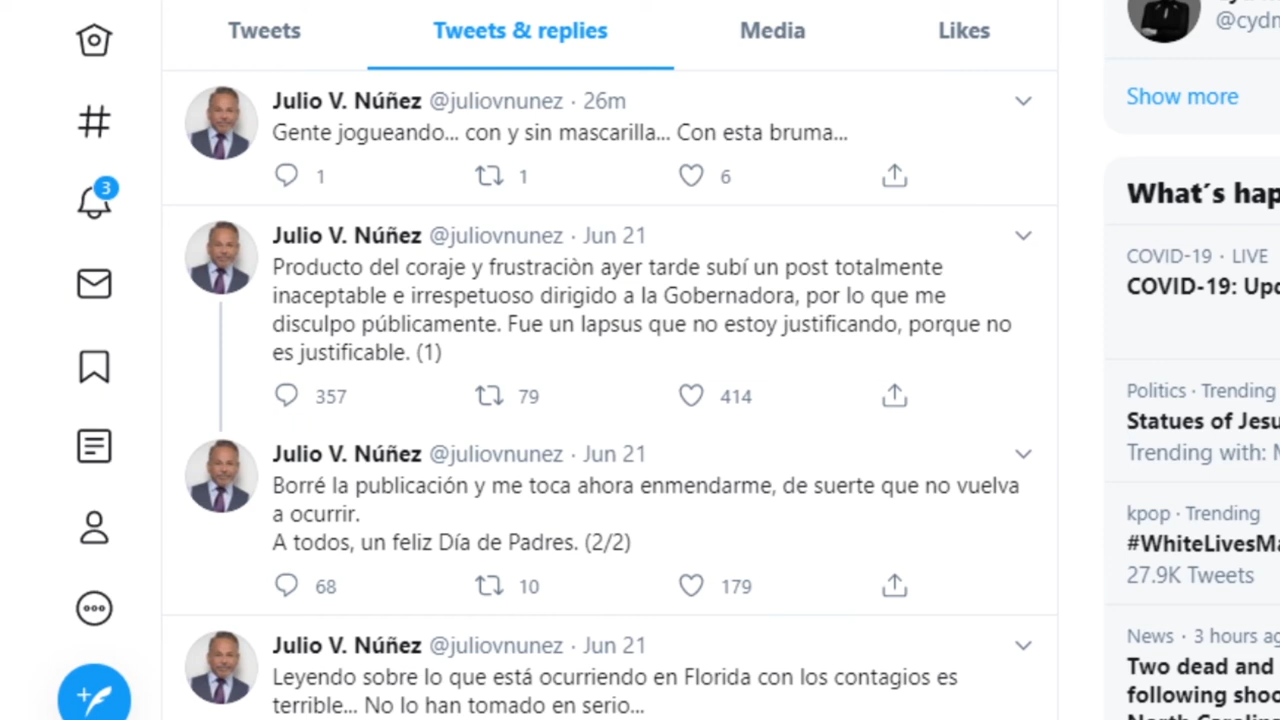 Tweets
Tweets & replies
Media
Likes
Julio V. Núñez @juliovnunez · 26m
Gente jogueando... con y sin mascarilla... Con esta bruma...
1
1
6
Julio V. Núñez @juliovnunez · Jun 21
Producto del coraje y frustraciòn ayer tarde subí un post totalmente
inaceptable e irrespetuoso dirigido a la Gobernadora, por lo que me
disculpo públicamente. Fue un lapsus que no estoy justificando, porque no
es justificable. (1)
357
79
414
Julio V. Núñez @juliovnunez · Jun 21
Borré la publicación y me toca ahora enmendarme, de suerte que no vuelva
a ocurrir.
A todos, un feliz Día de Padres. (2/2)
68
10
179
Julio V. Núñez @juliovnunez · Jun 21
Leyendo sobre lo que está ocurriendo en Florida con los contagios es
terrible... No lo han tomado en serio...
3
@cydm
Show more
What's hap
COVID-19 · LIVE
COVID-19: Upd
Politics · Trending
Statues of Jesu
Trending with: M
kpop · Trending
#WhiteLivesMa
27.9K Tweets
News · 3 hours ag
Two dead and
following shoo
North Carolina